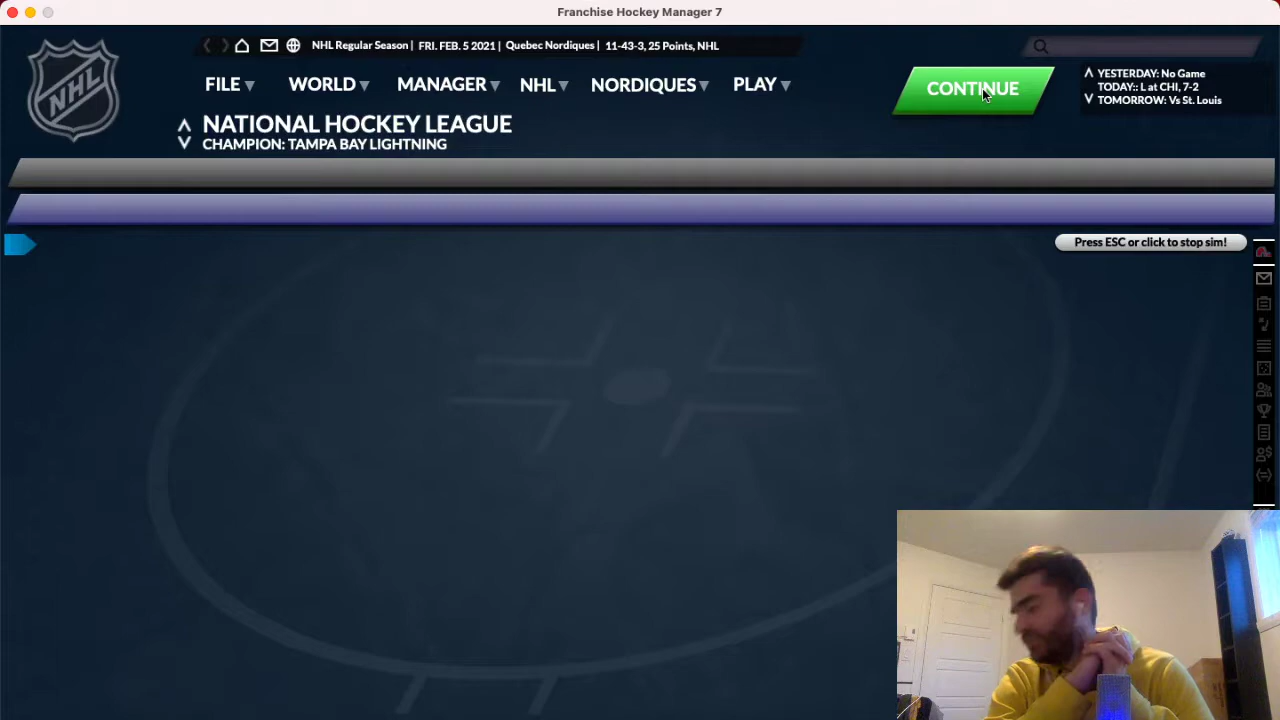 Franchise Hockey Manager 7
NHL Regular Season | FRI. FEB. 5 2021 | Quebec Nordiques | 11-43-3, 25 Points, NHL
FILE WORLD MANAGER NHL NORDIQUES PLAY
CONTINUE
YESTERDAY: No Game
TODAY:: L at CHI, 7-2
TOMORROW: Vs St. Louis
NHL
NATIONAL HOCKEY LEAGUE
CHAMPION: TAMPA BAY LIGHTNING
Press ESC or click to stop sim!